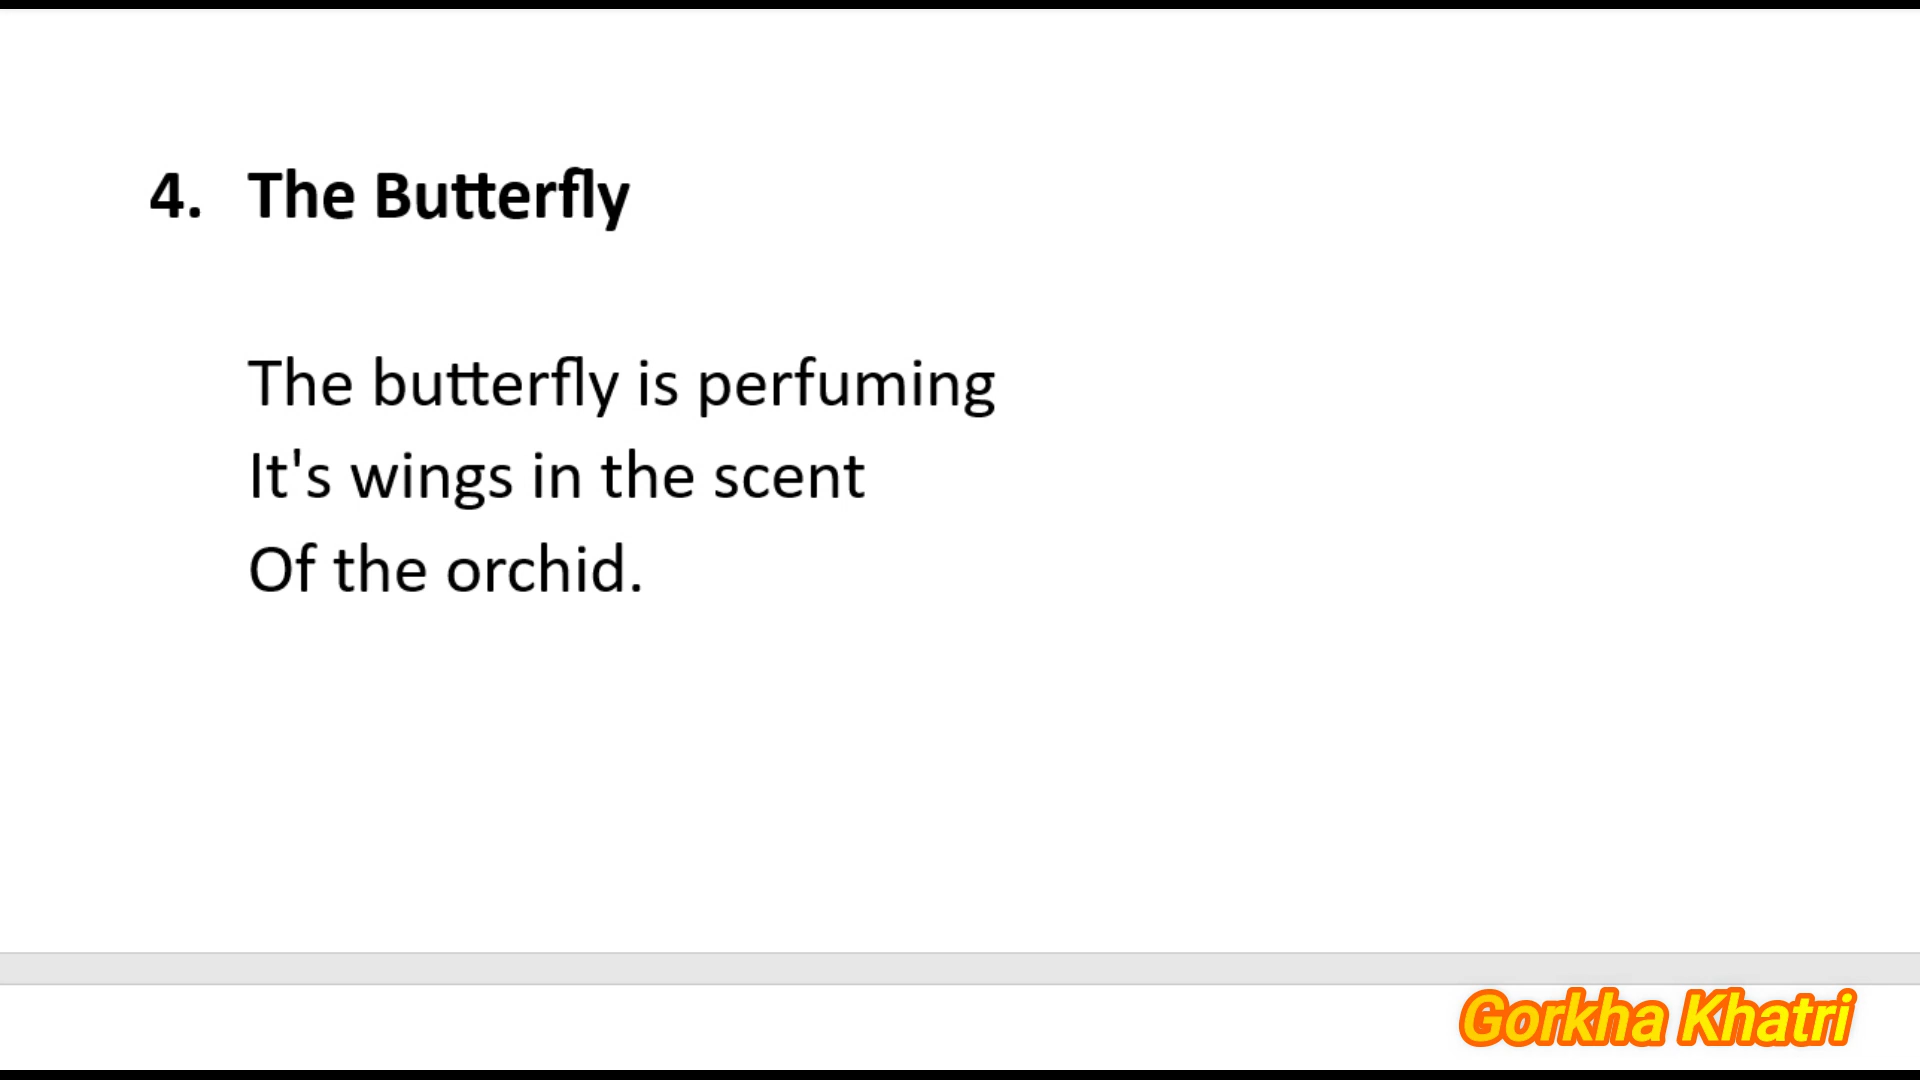 4. The Butterfly
The butterfly is perfuming
It's wings in the scent
Of the orchid.
Gorkha Khatri